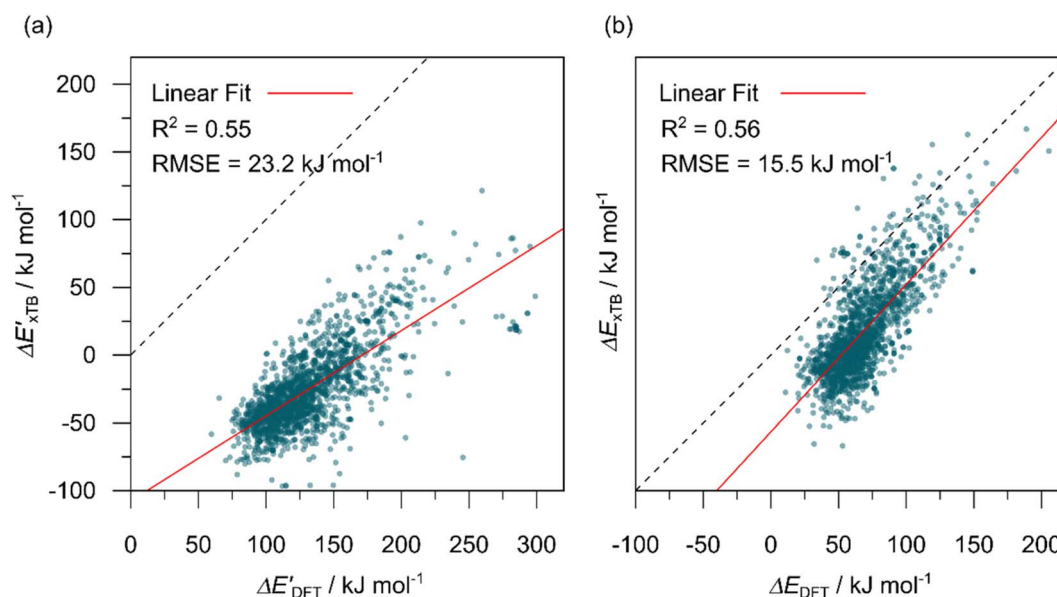 (a)
(b)
Linear Fit
R² = 0.55
RMSE = 23.2 kJ mol⁻¹
Linear Fit
R² = 0.56
RMSE = 15.5 kJ mol⁻¹
200
150
100
50
0
-50
-100
ΔE′xTB / kJ mol⁻¹
ΔExTB / kJ mol⁻¹
0 50 100 150 200 250 300
-100 -50 0 50 100 150 200
ΔE′DFT / kJ mol⁻¹
ΔEDFT / kJ mol⁻¹